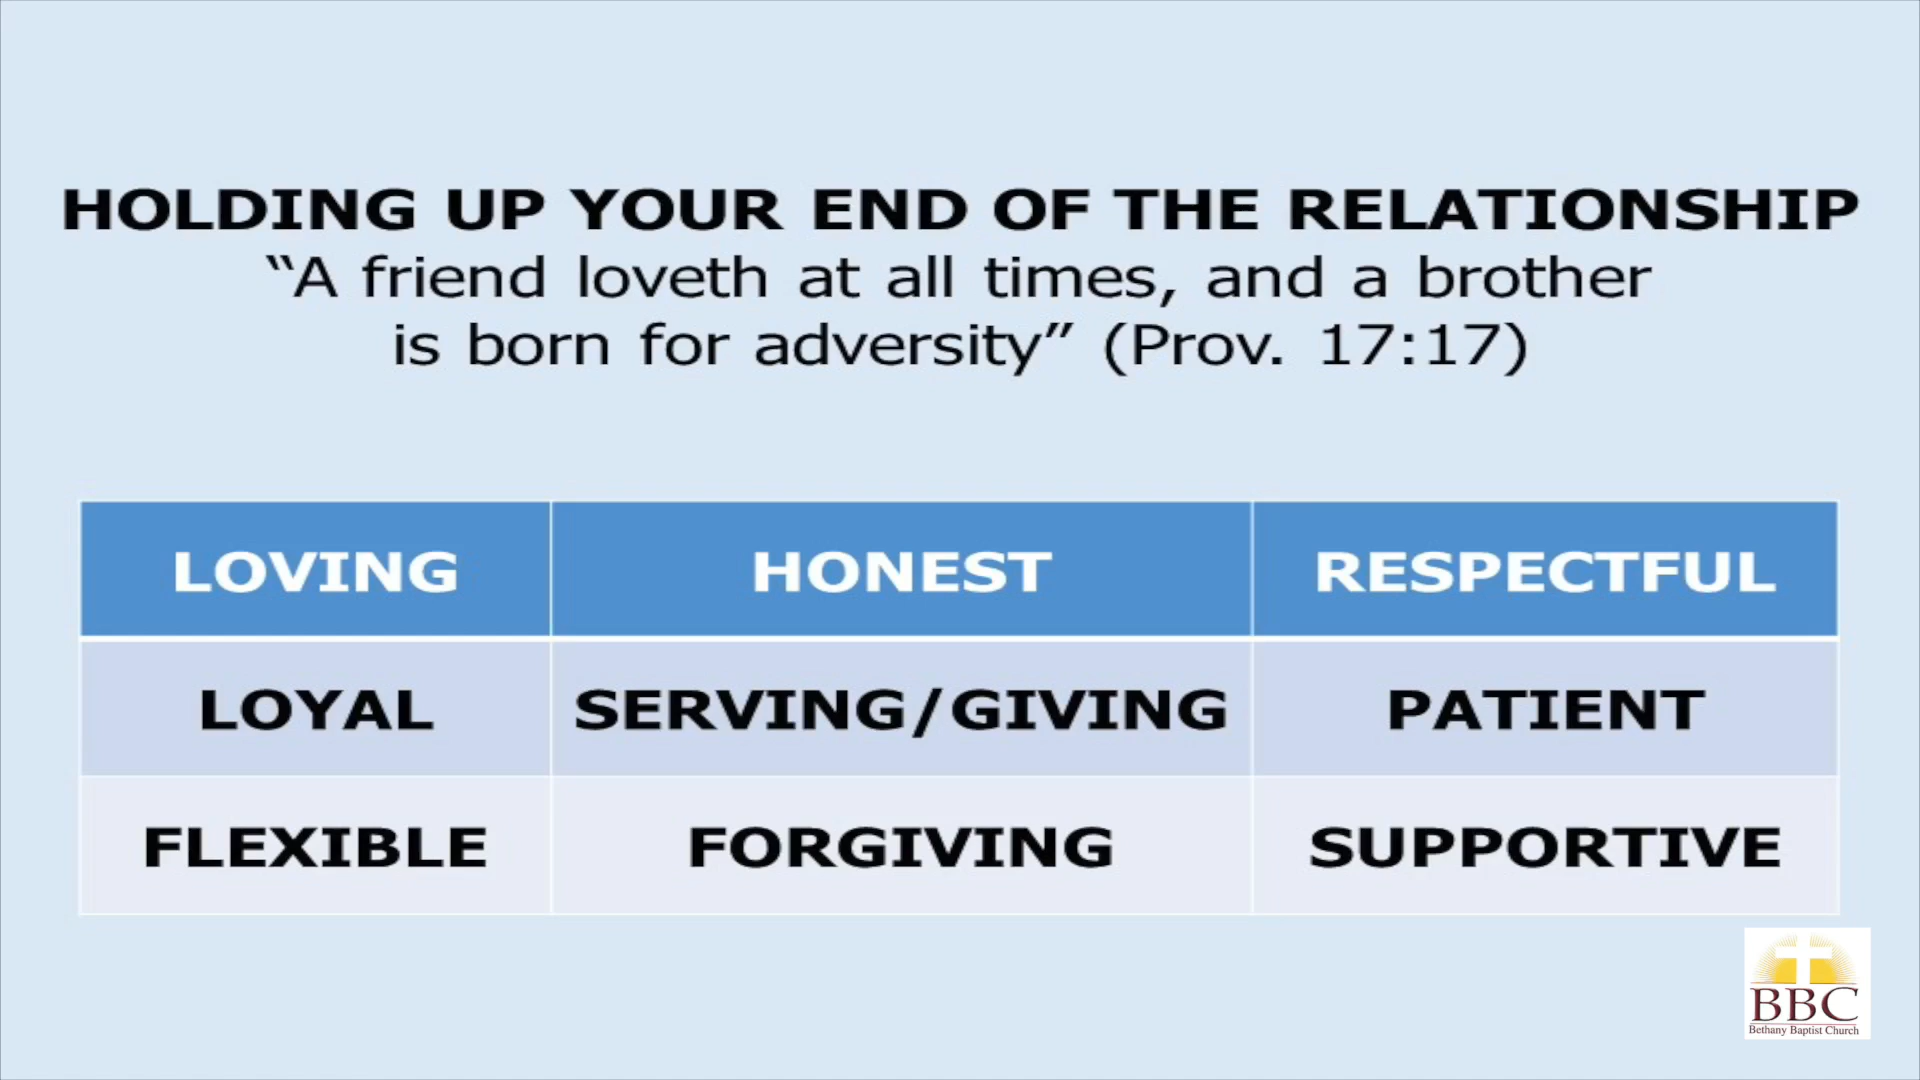 HOLDING UP YOUR END OF THE RELATIONSHIP
“A friend loveth at all times, and a brother
is born for adversity” (Prov. 17:17)
LOVING HONEST RESPECTFUL
LOYAL SERVING/GIVING PATIENT
FLEXIBLE FORGIVING SUPPORTIVE
BBC
Bethany Baptist Church